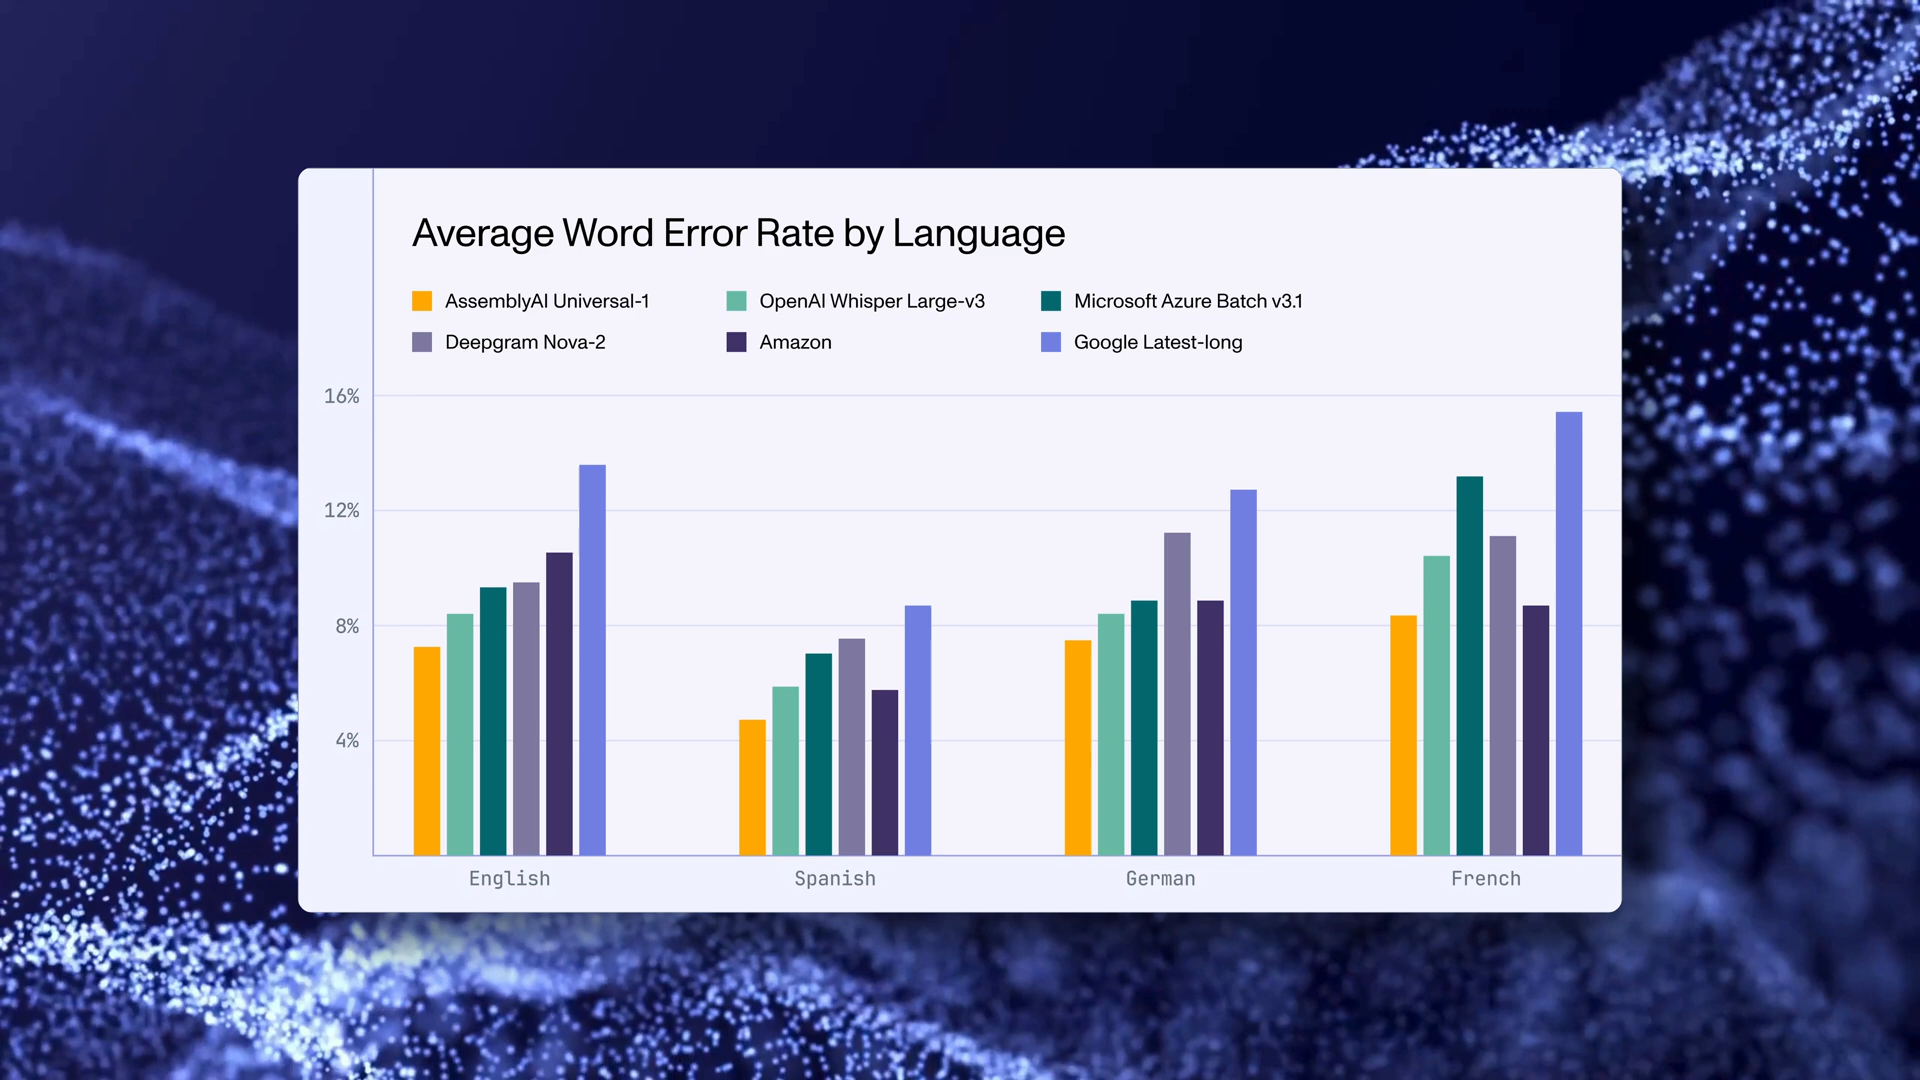 Average Word Error Rate by Language
AssemblyAI Universal-1
OpenAI Whisper Large-v3
Microsoft Azure Batch v3.1
Deepgram Nova-2
Amazon
Google Latest-long
16%
12%
8%
4%
English
Spanish
German
French